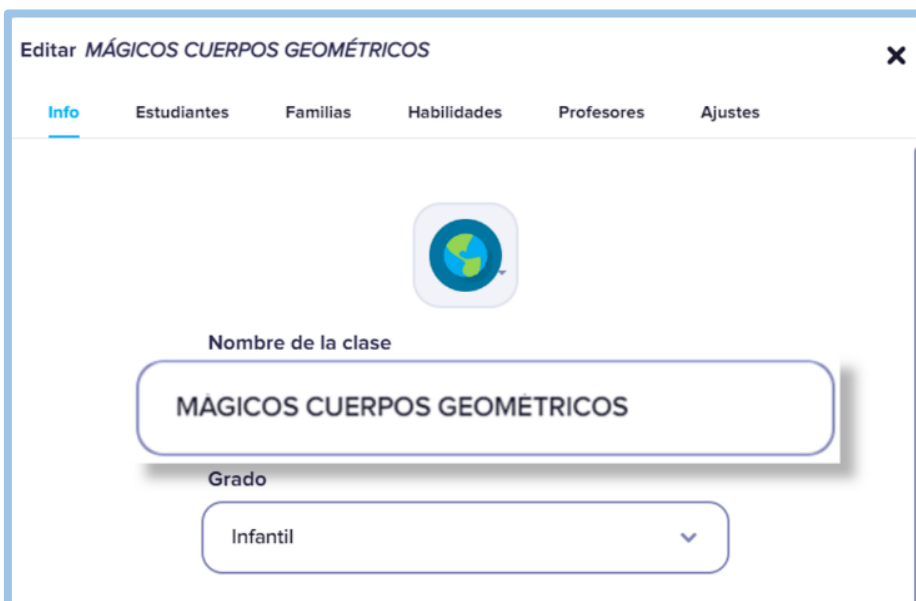 Editar MÁGICOS CUERPOS GEOMÉTRICOS
Info Estudiantes Familias Habilidades Profesores Ajustes
Nombre de la clase
MÁGICOS CUERPOS GEOMÉTRICOS
Grado
Infantil